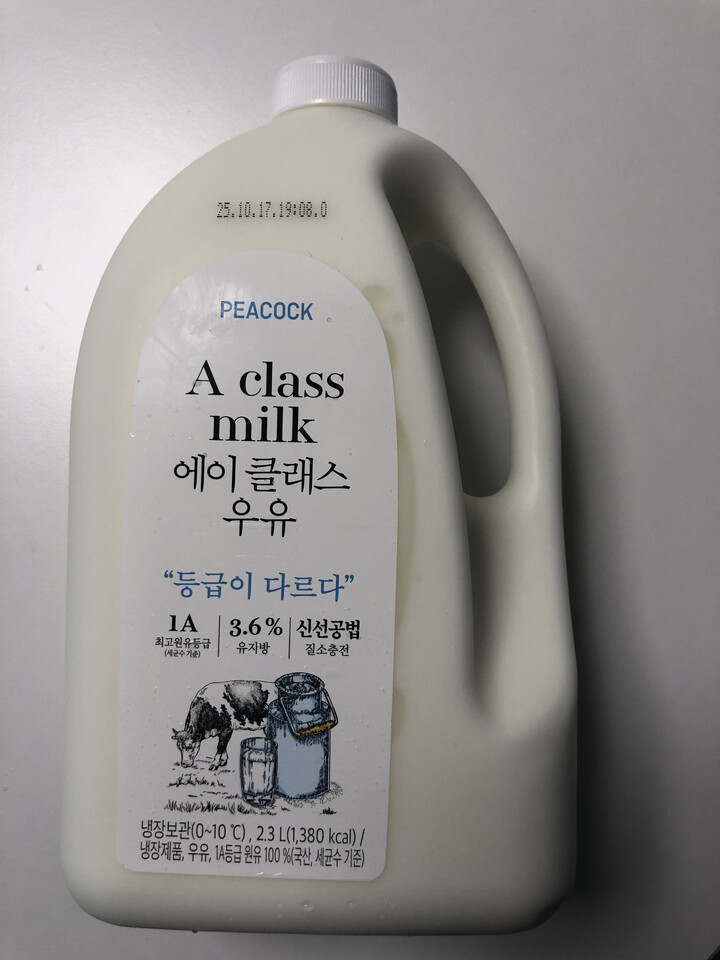 25.10.17.19:08.0
PEACOCK
A class
milk
에이 클래스
우유
“등급이 다르다”
1A
최고원유등급
(세균수 기준)
3.6 %
유지방
신선공법
질소충전
냉장보관(0~10 ℃), 2.3 L(1,380 kcal) /
냉장제품, 우유, 1A등급 원유 100 %(국산, 세균수 기준)